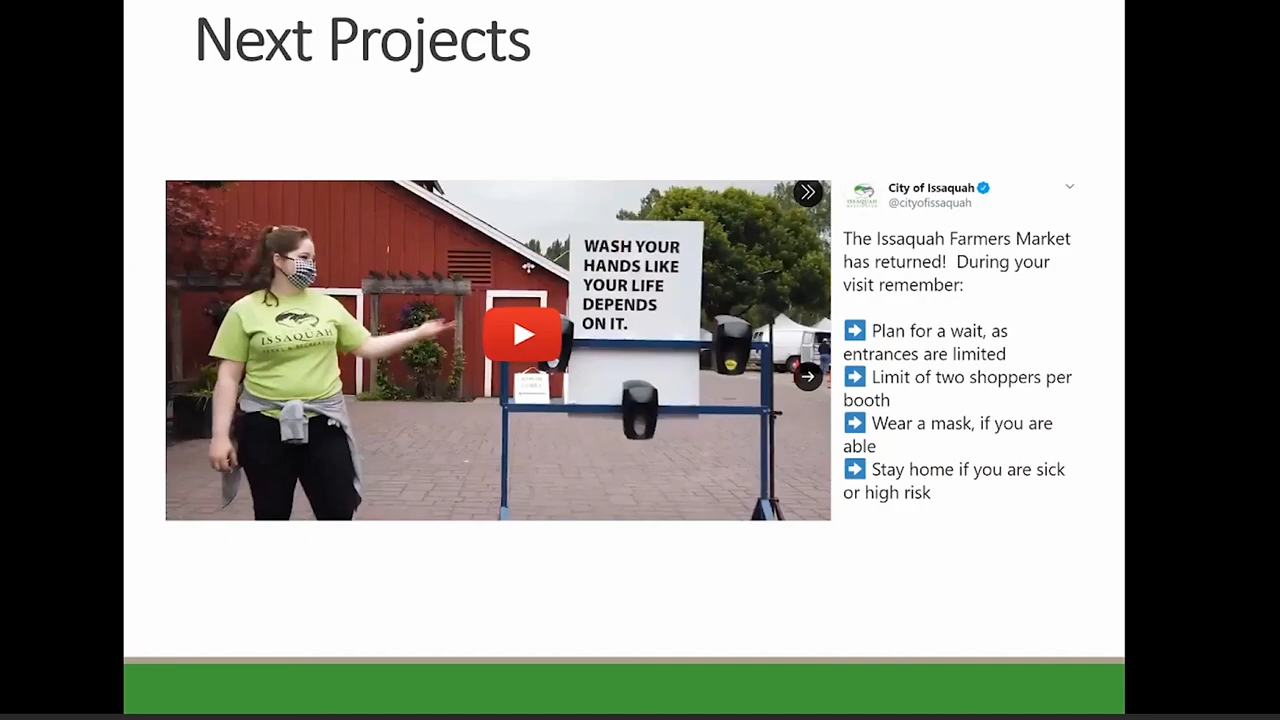 Next Projects
WASH YOUR
HANDS LIKE
YOUR LIFE
DEPENDS
ON IT.
ISSAQUAH
City of Issaquah
@cityofissaquah
ISSAQUAH
The Issaquah Farmers Market
has returned!  During your
visit remember:
➡ Plan for a wait, as
entrances are limited
➡ Limit of two shoppers per
booth
➡ Wear a mask, if you are
able
➡ Stay home if you are sick
or high risk